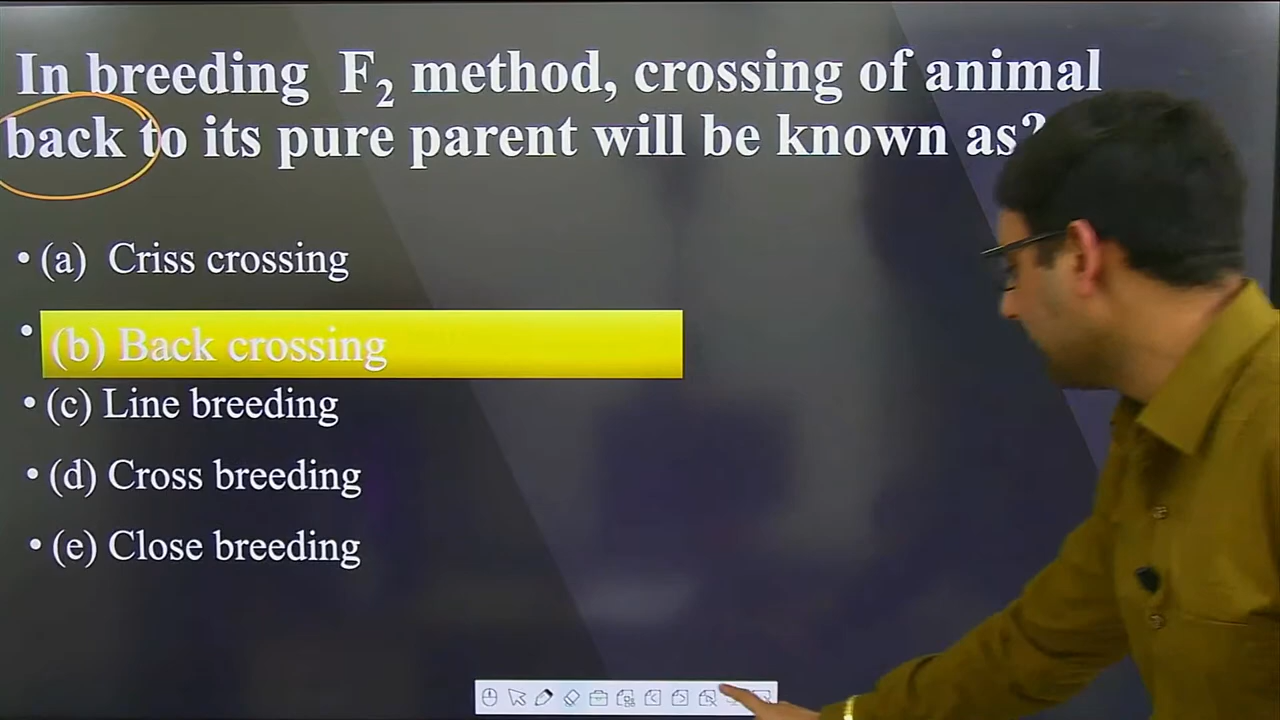 In breeding F₂ method, crossing of animal
back to its pure parent will be known as?
• (a) Criss crossing
• (b) Back crossing
• (c) Line breeding
• (d) Cross breeding
• (e) Close breeding